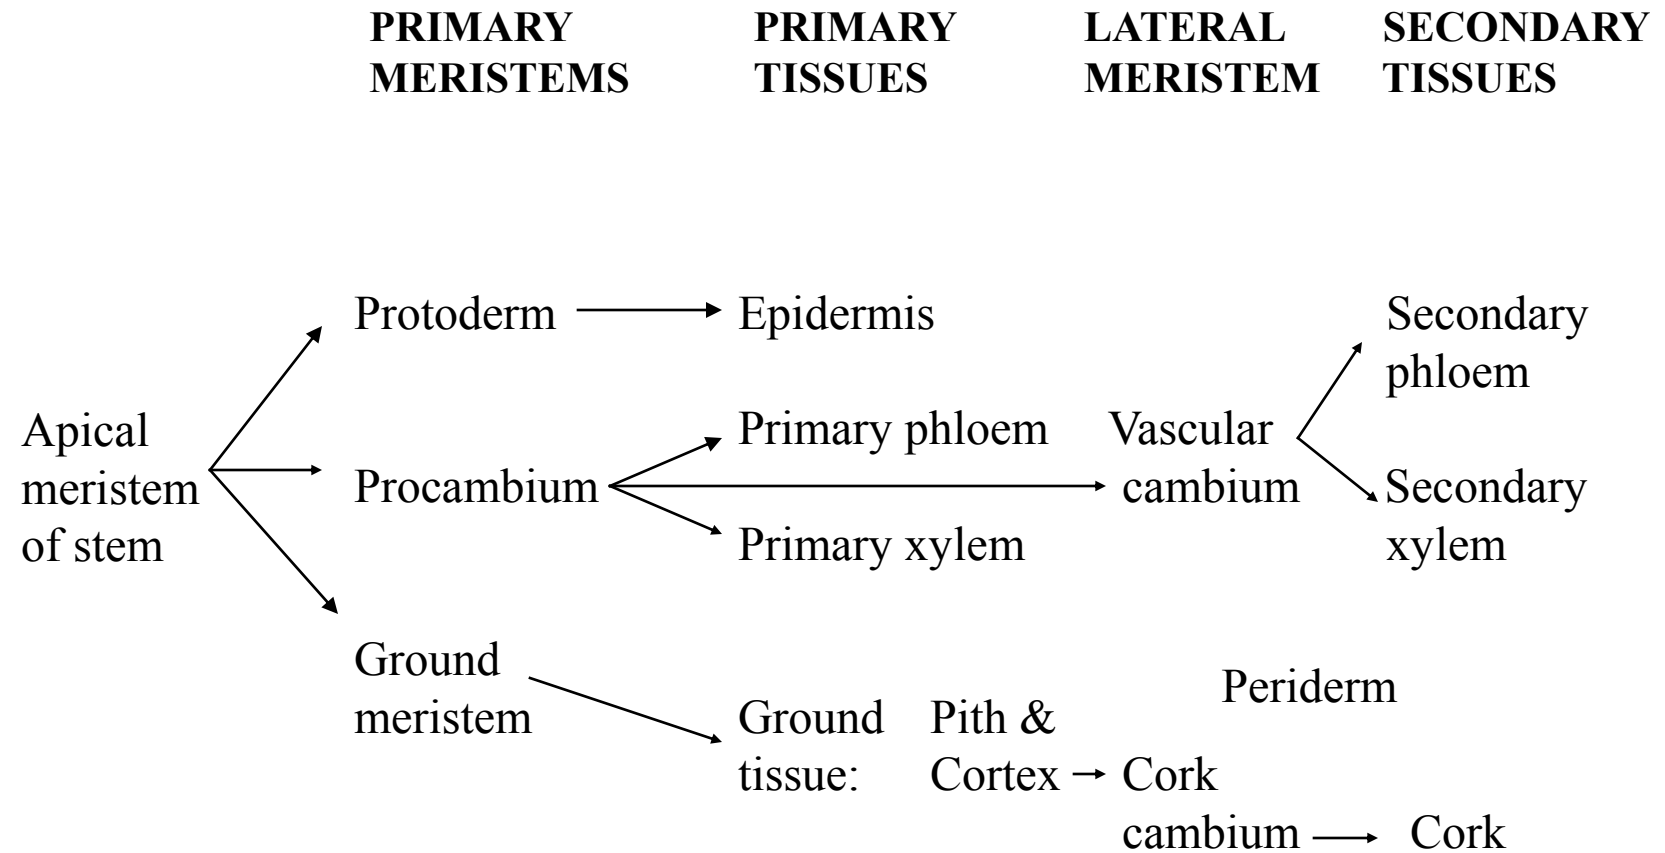 PRIMARY MERISTEMS
PRIMARY TISSUES
LATERAL MERISTEM
SECONDARY TISSUES
Apical
meristem
of stem
Protoderm
Epidermis
Procambium
Primary phloem
Primary xylem
Vascular
cambium
Secondary
phloem
Secondary
xylem
Ground
meristem
Ground
tissue:
Pith &
Cortex
Periderm
Cork
cambium
Cork